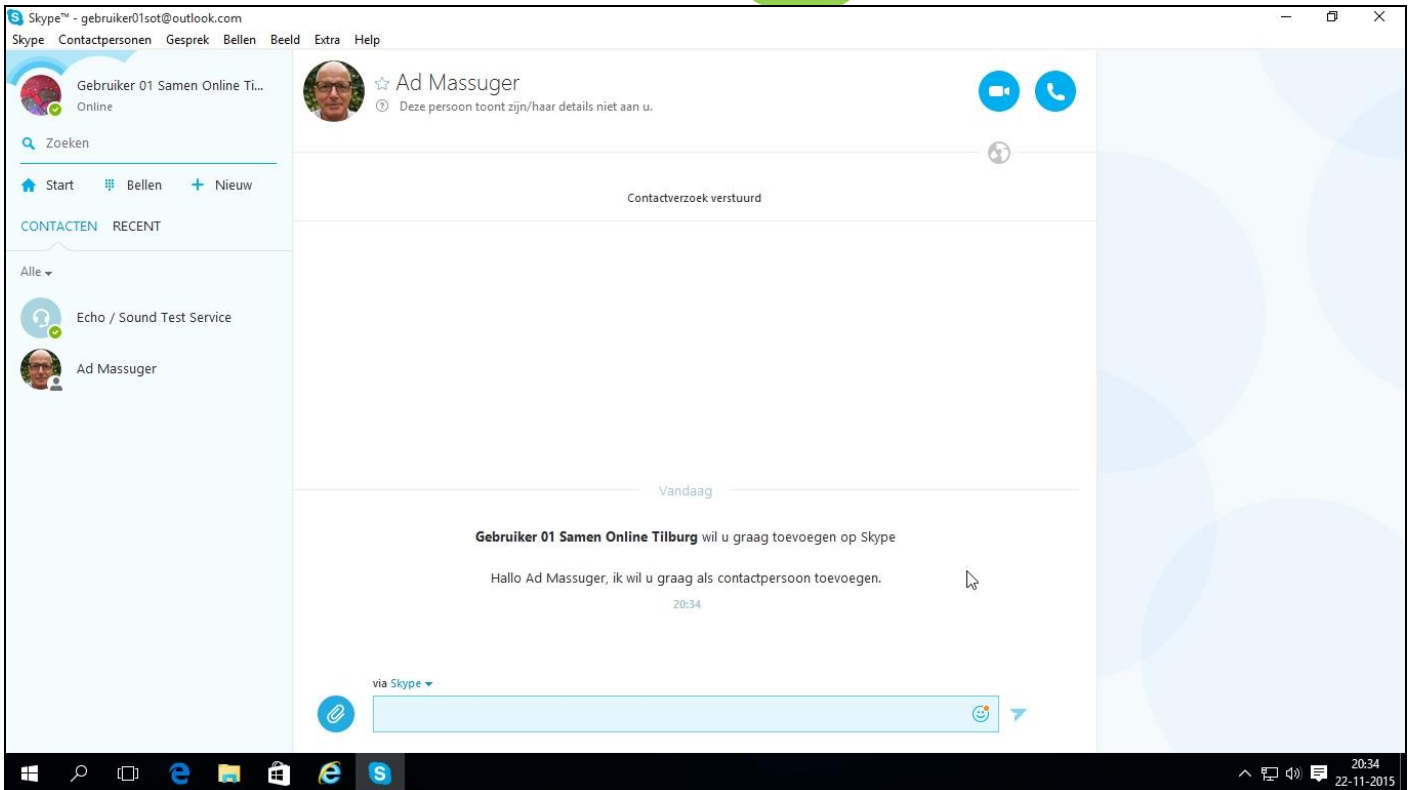 Skype™ - gebruiker01sot@outlook.com
Skype Contactpersonen Gesprek Bellen Beeld Extra Help
Gebruiker 01 Samen Online Ti...
Online
Zoeken
Start Bellen Nieuw
CONTACTEN RECENT
Alle
Echo / Sound Test Service
Ad Massuger
Ad Massuger
Deze persoon toont zijn/haar details niet aan u.
Contactverzoek verstuurd
Vandaag
Gebruiker 01 Samen Online Tilburg wil u graag toevoegen op Skype
Hallo Ad Massuger, ik wil u graag als contactpersoon toevoegen.
20:34
via Skype
20:34
22-11-2015